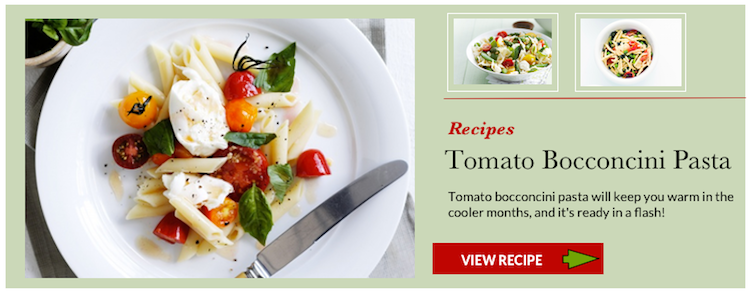 Recipes
Tomato Bocconcini Pasta
Tomato bocconcini pasta will keep you warm in the
cooler months, and it's ready in a flash!
VIEW RECIPE